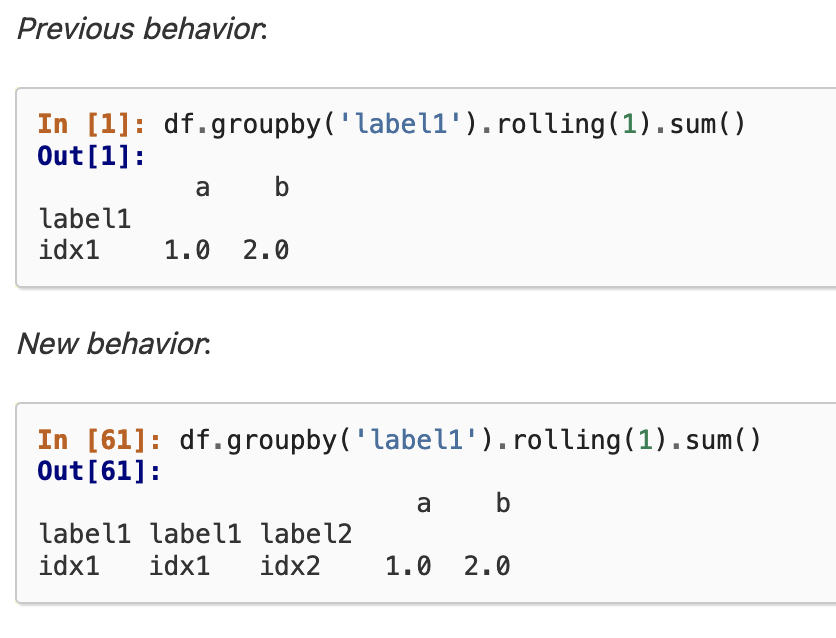 Previous behavior:
In [1]: df.groupby('label1').rolling(1).sum()
Out[1]:
          a    b
label1
idx1    1.0  2.0
New behavior:
In [61]: df.groupby('label1').rolling(1).sum()
Out[61]:
                        a    b
label1 label1 label2
idx1   idx1   idx2    1.0  2.0